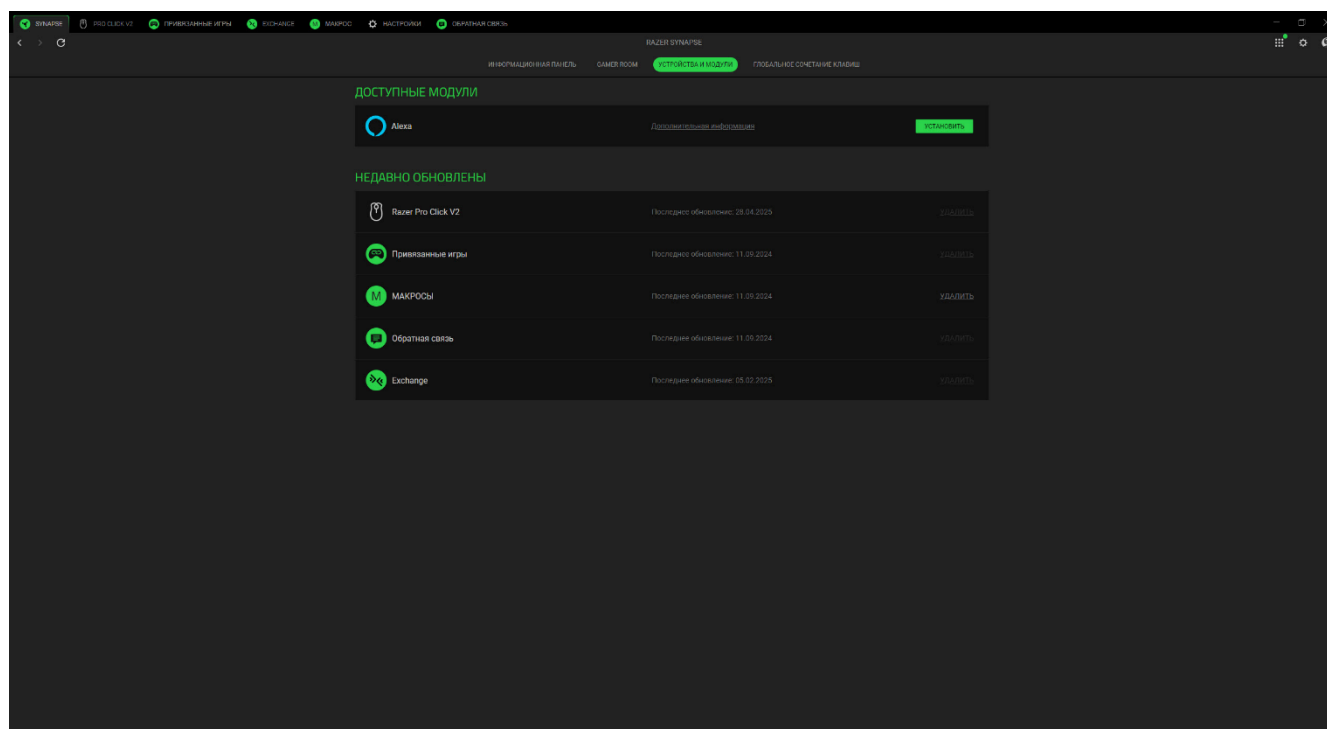 SYNAPSE PRO CLICK V2 ПРИВЯЗАННЫЕ ИГРЫ EXCHANGE МАКРОС НАСТРОЙКИ ОБРАТНАЯ СВЯЗЬ
RAZER SYNAPSE
ИНФОРМАЦИОННАЯ ПАНЕЛЬ GAMER ROOM УСТРОЙСТВА И МОДУЛИ ГЛОБАЛЬНОЕ СОЧЕТАНИЕ КЛАВИШ
ДОСТУПНЫЕ МОДУЛИ
Alexa Дополнительная информация УСТАНОВИТЬ
НЕДАВНО ОБНОВЛЕНЫ
Razer Pro Click V2 Последнее обновление: 28.04.2025 УДАЛИТЬ
Привязанные игры Последнее обновление: 11.09.2024 УДАЛИТЬ
M МАКРОСЫ Последнее обновление: 11.09.2024 УДАЛИТЬ
Обратная связь Последнее обновление: 11.09.2024 УДАЛИТЬ
Exchange Последнее обновление: 05.02.2025 УДАЛИТЬ